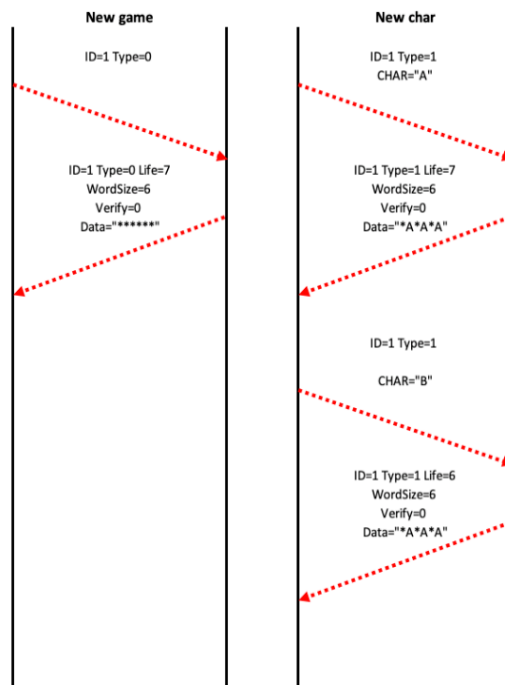 New game
ID=1 Type=0
ID=1 Type=0 Life=7
WordSize=6
Verify=0
Data="******"
New char
ID=1 Type=1
CHAR="A"
ID=1 Type=1 Life=7
WordSize=6
Verify=0
Data="*A*A*A"
ID=1 Type=1
CHAR="B"
ID=1 Type=1 Life=6
WordSize=6
Verify=0
Data="*A*A*A"